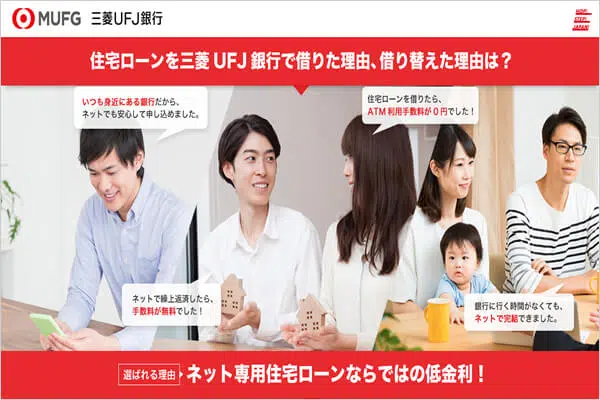 MUFG 三菱UFJ銀行
HOP!
STEP!
JAPAN!
住宅ローンを三菱UFJ銀行で借りた理由、借り替えた理由は？
いつも身近にある銀行だから、
ネットでも安心して申し込めました。
住宅ローンを借りたら、
ATM利用手数料が0円でした！
ネットで繰上返済したら、
手数料が無料でした！
銀行に行く時間がなくても、
ネットで完結できました。
選ばれる理由 ネット専用住宅ローンならではの低金利！